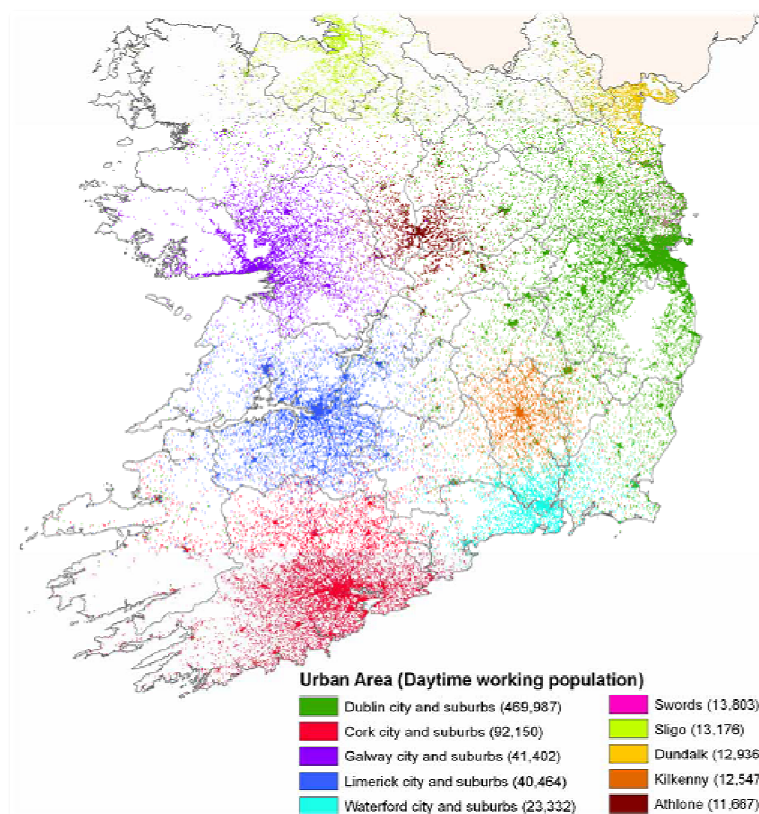 Urban Area (Daytime working population)
Dublin city and suburbs (469,987)
Cork city and suburbs (92,150)
Galway city and suburbs (41,402)
Limerick city and suburbs (40,464)
Waterford city and suburbs (23,332)
Swords (13,803)
Sligo (13,176)
Dundalk (12,936
Kilkenny (12,547
Athlone (11,667)